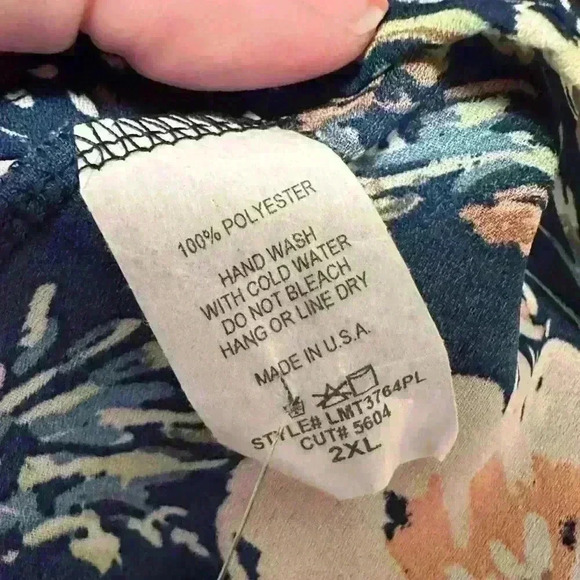 100% POLYESTER
HAND WASH
WITH COLD WATER
DO NOT BLEACH
HANG OR LINE DRY
MADE IN U.S.A.
STYLE# LMT3764PL
CUT# 5604
2XL